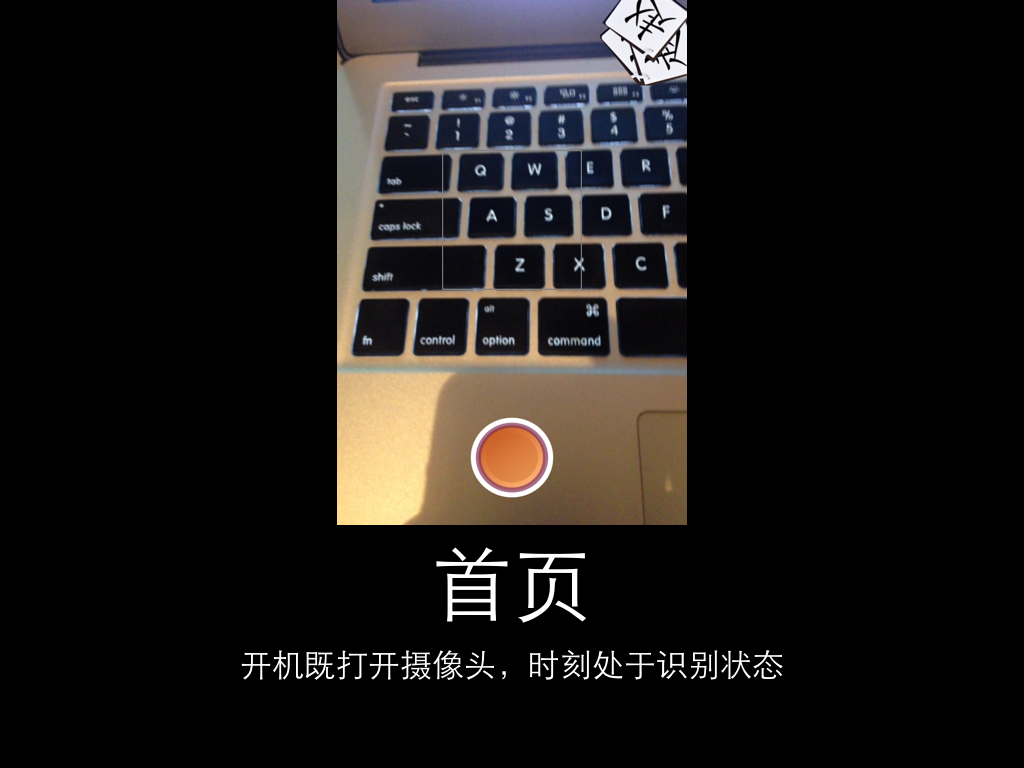 赵
esc
~ ! @ # $ %
` 1 2 3 4 5
tab Q W E R
caps lock A S D F
shift Z X C
alt ⌘
fn control option command
首页
开机既打开摄像头，时刻处于识别状态